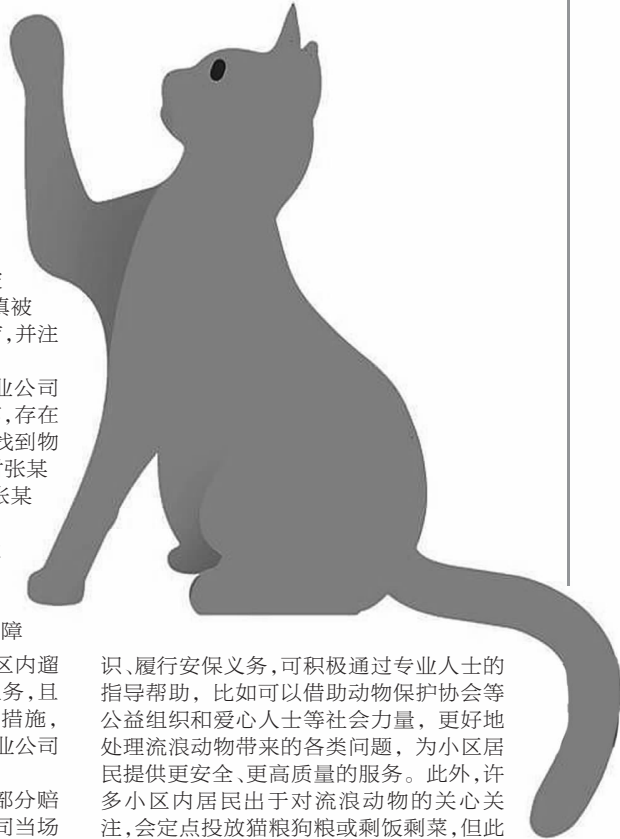 真被
,并注
业公司
,存在
找到物
张某
张某
障
区内遛
务,且
措施,
业公司
部分赔
司当场
识、履行安保义务,可积极通过专业人士的
指导帮助,比如可以借助动物保护协会等
公益组织和爱心人士等社会力量,更好地
处理流浪动物带来的各类问题,为小区居
民提供更安全、更高质量的服务。此外,许
多小区内居民出于对流浪动物的关心关
注,会定点投放猫粮狗粮或剩饭剩菜,但此